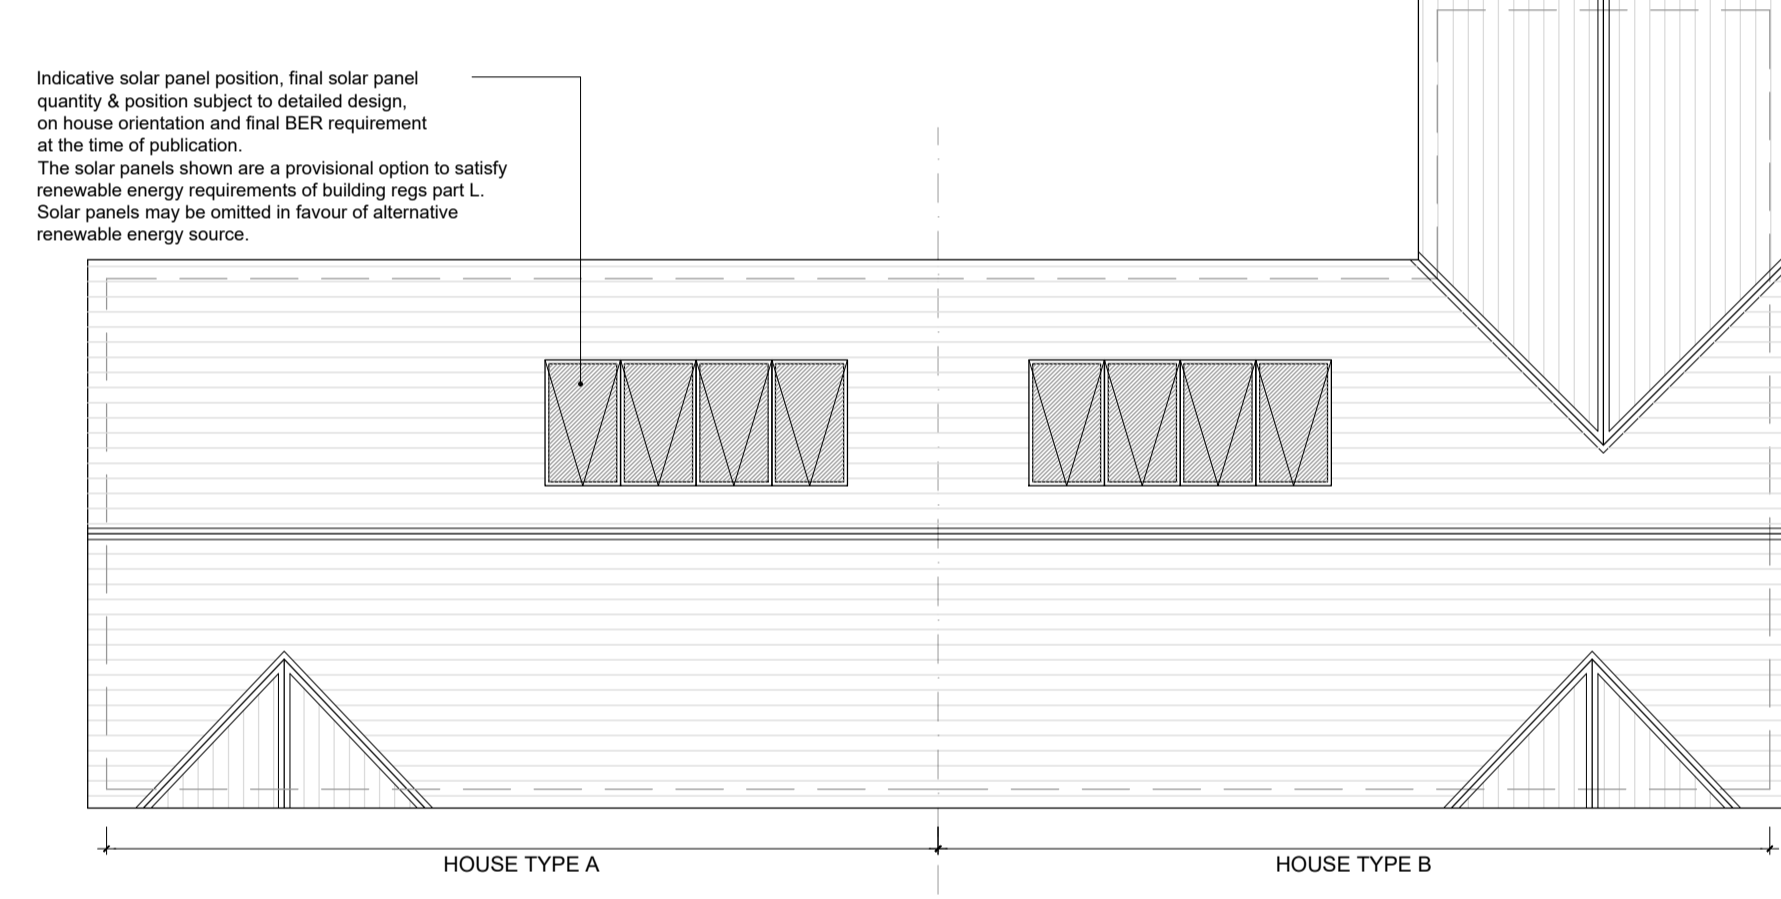 Indicative solar panel position, final solar panel
quantity & position subject to detailed design,
on house orientation and final BER requirement
at the time of publication.
The solar panels shown are a provisional option to satisfy
renewable energy requirements of building regs part L.
Solar panels may be omitted in favour of alternative
renewable energy source.
HOUSE TYPE A
HOUSE TYPE B